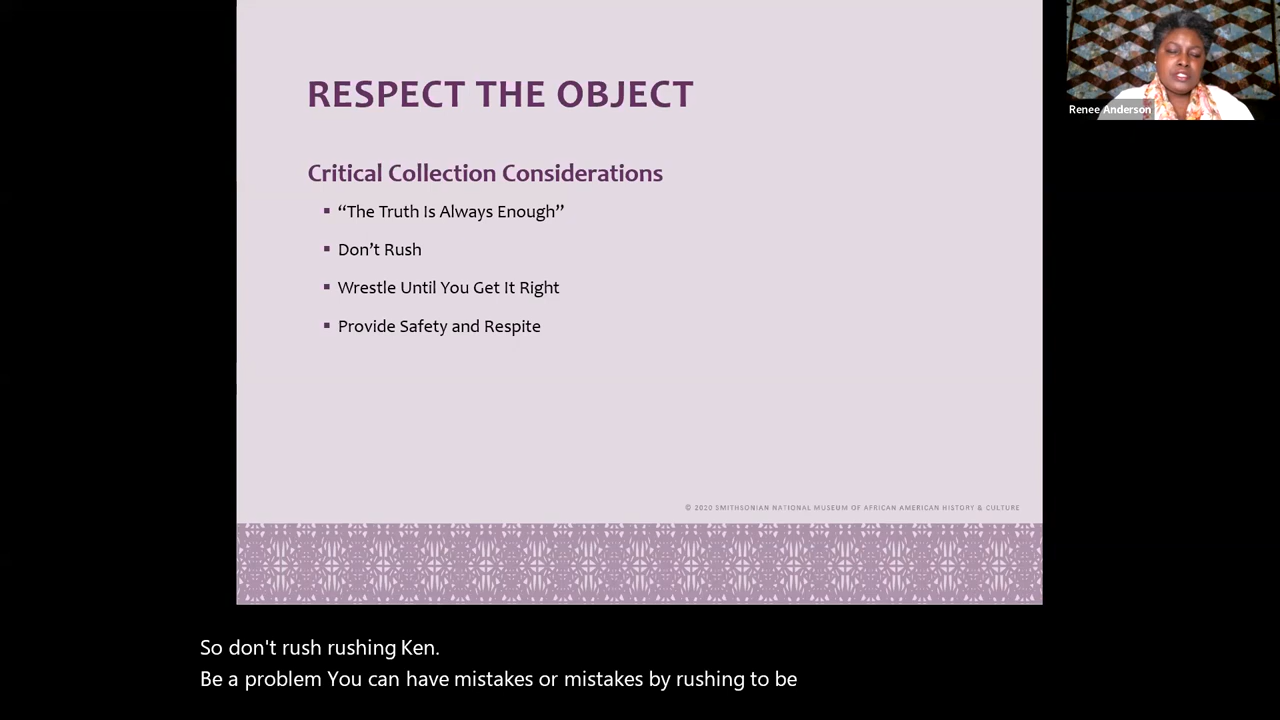 RESPECT THE OBJECT
Renee Anderson
Critical Collection Considerations
▪ “The Truth Is Always Enough”
▪ Don’t Rush
▪ Wrestle Until You Get It Right
▪ Provide Safety and Respite
© 2020 SMITHSONIAN NATIONAL MUSEUM OF AFRICAN AMERICAN HISTORY & CULTURE
So don't rush rushing Ken.
Be a problem You can have mistakes or mistakes by rushing to be